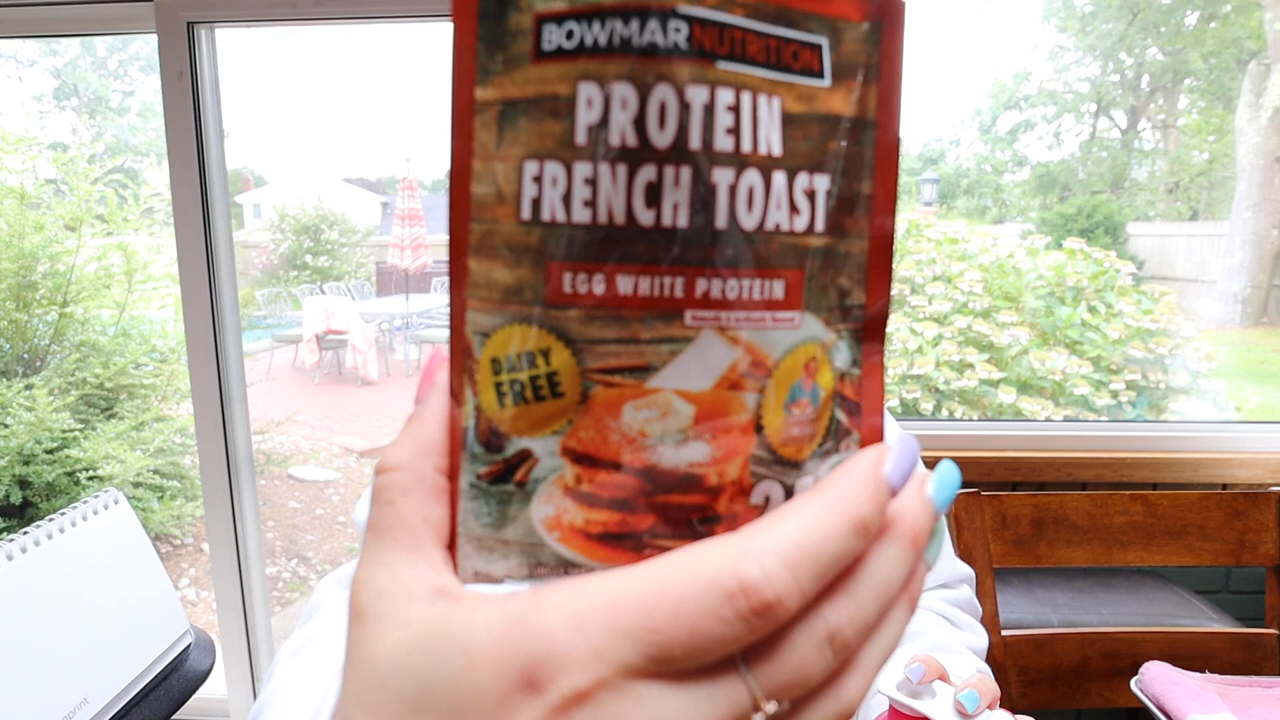 BOWMAR NUTRITION
PROTEIN
FRENCH TOAST
EGG WHITE PROTEIN
DAIRY
FREE